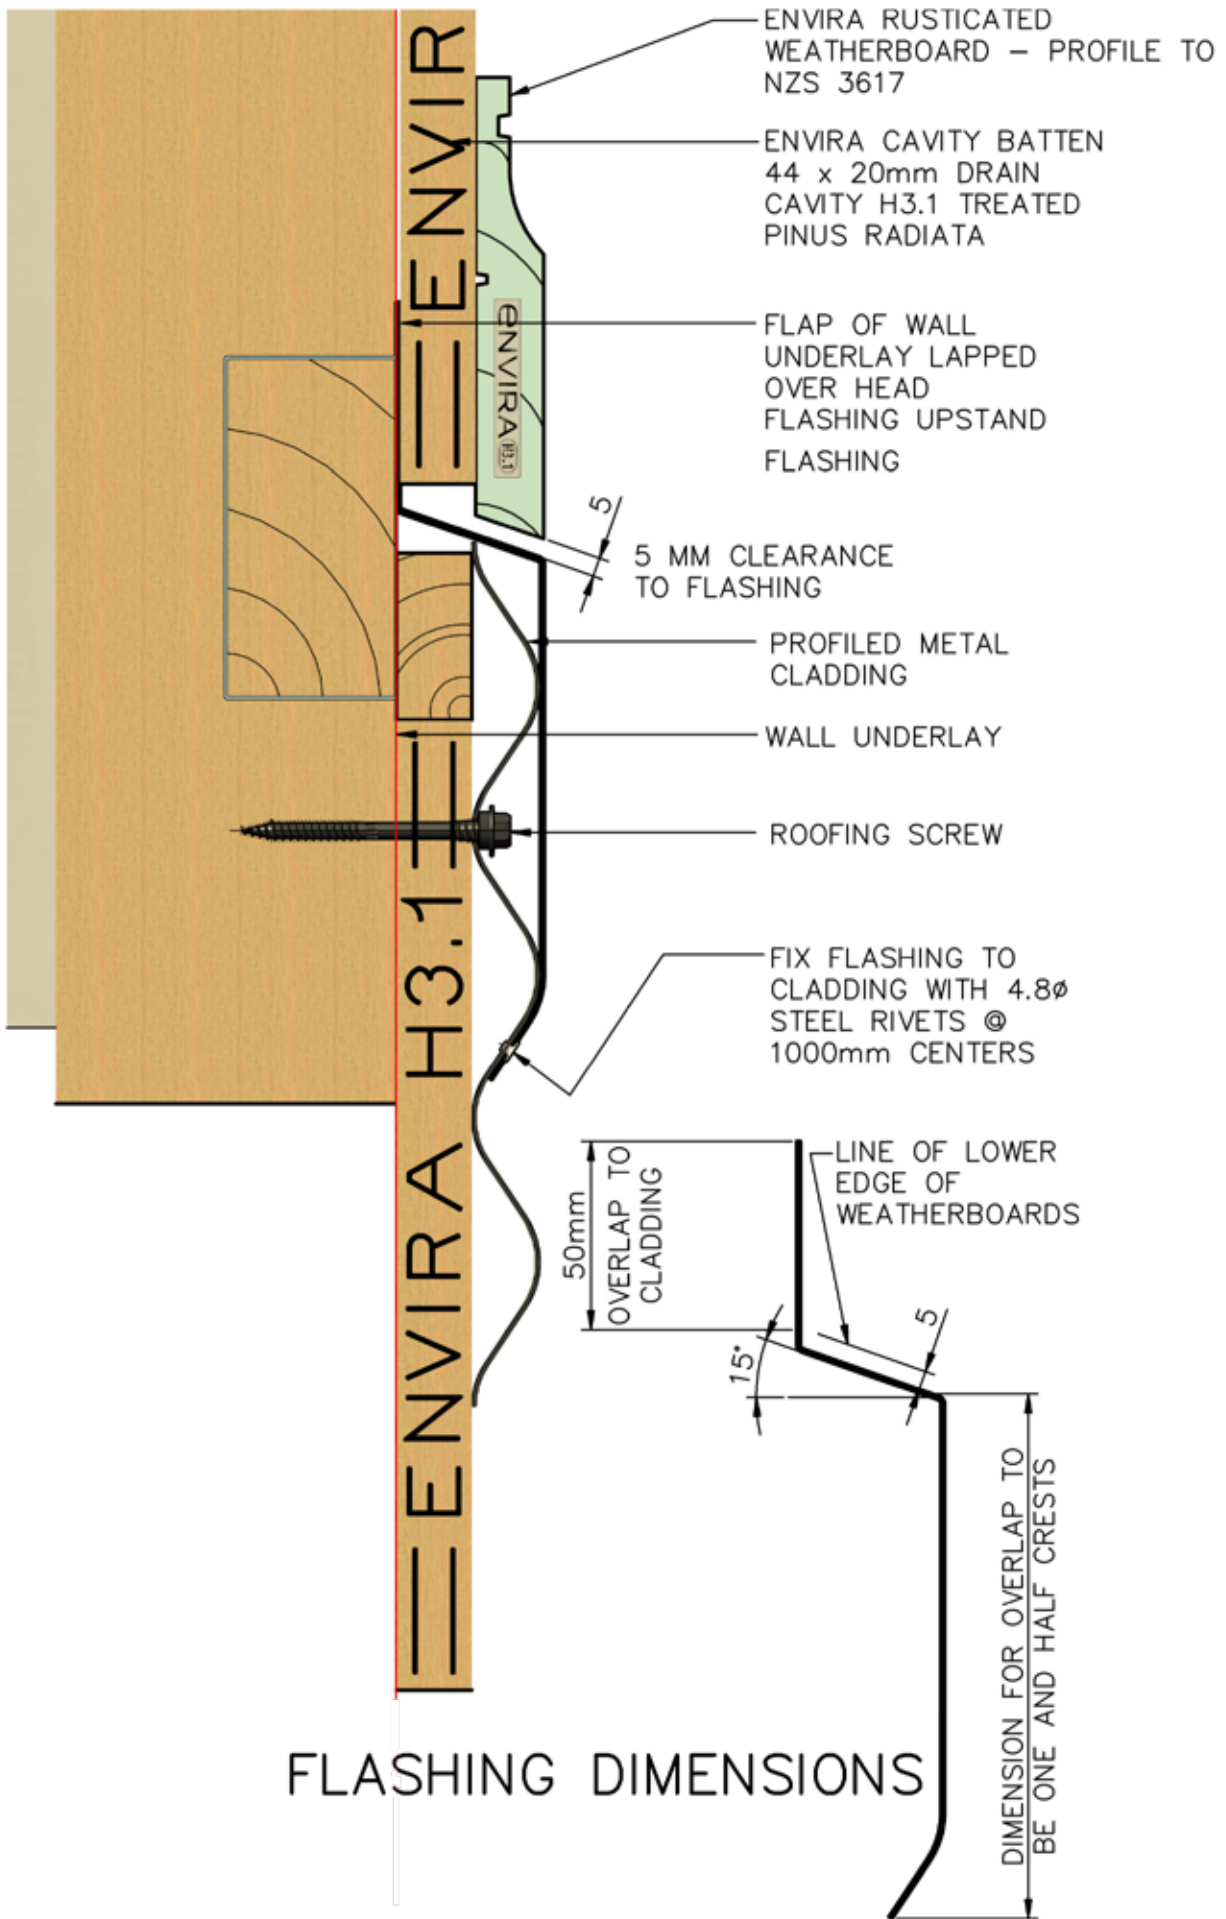 ENVIRA RUSTICATED
WEATHERBOARD – PROFILE TO
NZS 3617
ENVIRA CAVITY BATTEN
44 x 20mm DRAIN
CAVITY H3.1 TREATED
PINUS RADIATA
FLAP OF WALL
UNDERLAY LAPPED
OVER HEAD
FLASHING UPSTAND
FLASHING
5
5 MM CLEARANCE
TO FLASHING
PROFILED METAL
CLADDING
WALL UNDERLAY
ROOFING SCREW
FIX FLASHING TO
CLADDING WITH 4.8ø
STEEL RIVETS @
1000mm CENTERS
ENVIR
eNVIRA H3.1
ENVIRA H3.1
50mm
OVERLAP TO
CLADDING
LINE OF LOWER
EDGE OF
WEATHERBOARDS
5
15°
DIMENSION FOR OVERLAP TO
BE ONE AND HALF CRESTS
FLASHING DIMENSIONS